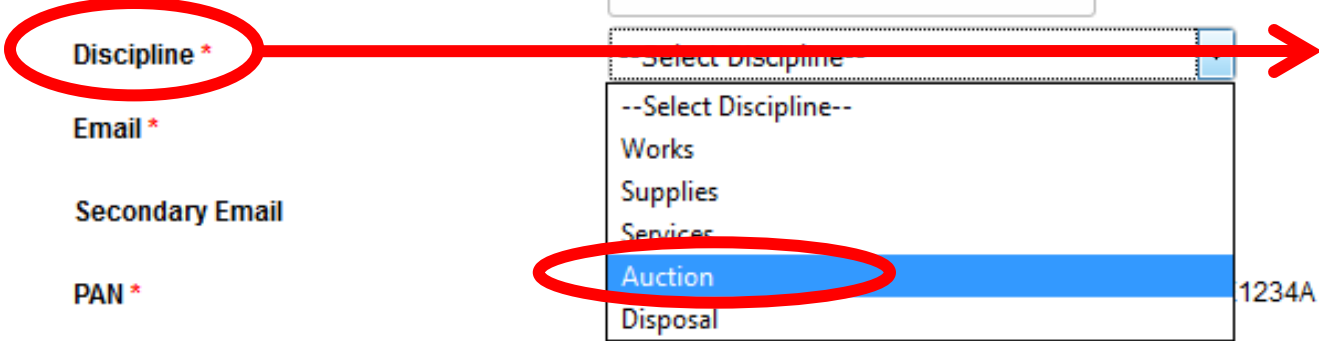 Discipline *
--Select Discipline--
--Select Discipline--
Email *
Works
Supplies
Secondary Email
Services
Auction
PAN *
1234A
Disposal